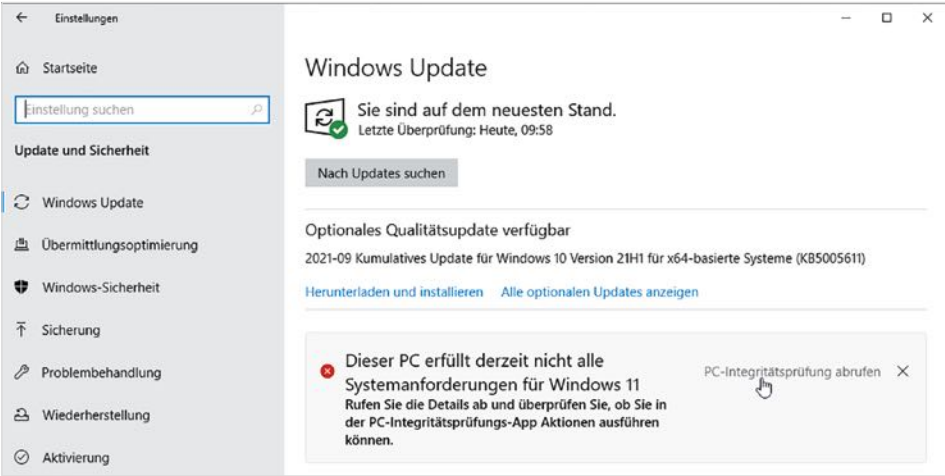 Einstellungen
Startseite
Einstellung suchen
Update und Sicherheit
Windows Update
Übermittlungsoptimierung
Windows-Sicherheit
Sicherung
Problembehandlung
Wiederherstellung
Aktivierung
Windows Update
Sie sind auf dem neuesten Stand.
Letzte Überprüfung: Heute, 09:58
Nach Updates suchen
Optionales Qualitätsupdate verfügbar
2021-09 Kumulatives Update für Windows 10 Version 21H1 für x64-basierte Systeme (KB5005611)
Herunterladen und installieren Alle optionalen Updates anzeigen
Dieser PC erfüllt derzeit nicht alle
Systemanforderungen für Windows 11
Rufen Sie die Details ab und überprüfen Sie, ob Sie in
der PC-Integritätsprüfungs-App Aktionen ausführen
können.
PC-Integritätsprüfung abrufen